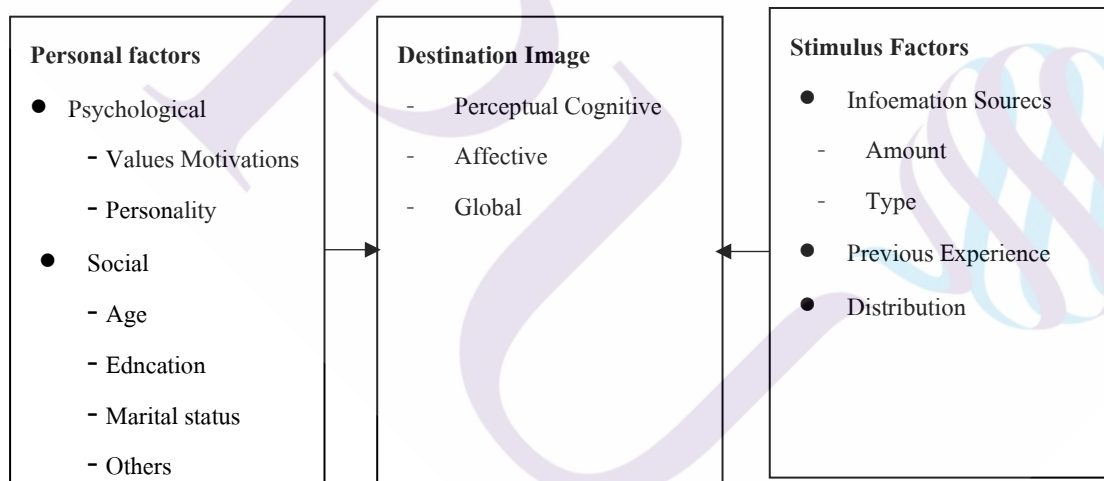 Personal factors
● Psychological
- Values Motivations
- Personality
● Social
- Age
- Edncation
- Marital status
- Others
Destination Image
- Perceptual Cognitive
- Affective
- Global
Stimulus Factors
● Infoemation Sourecs
- Amount
- Type
● Previous Experience
● Distribution